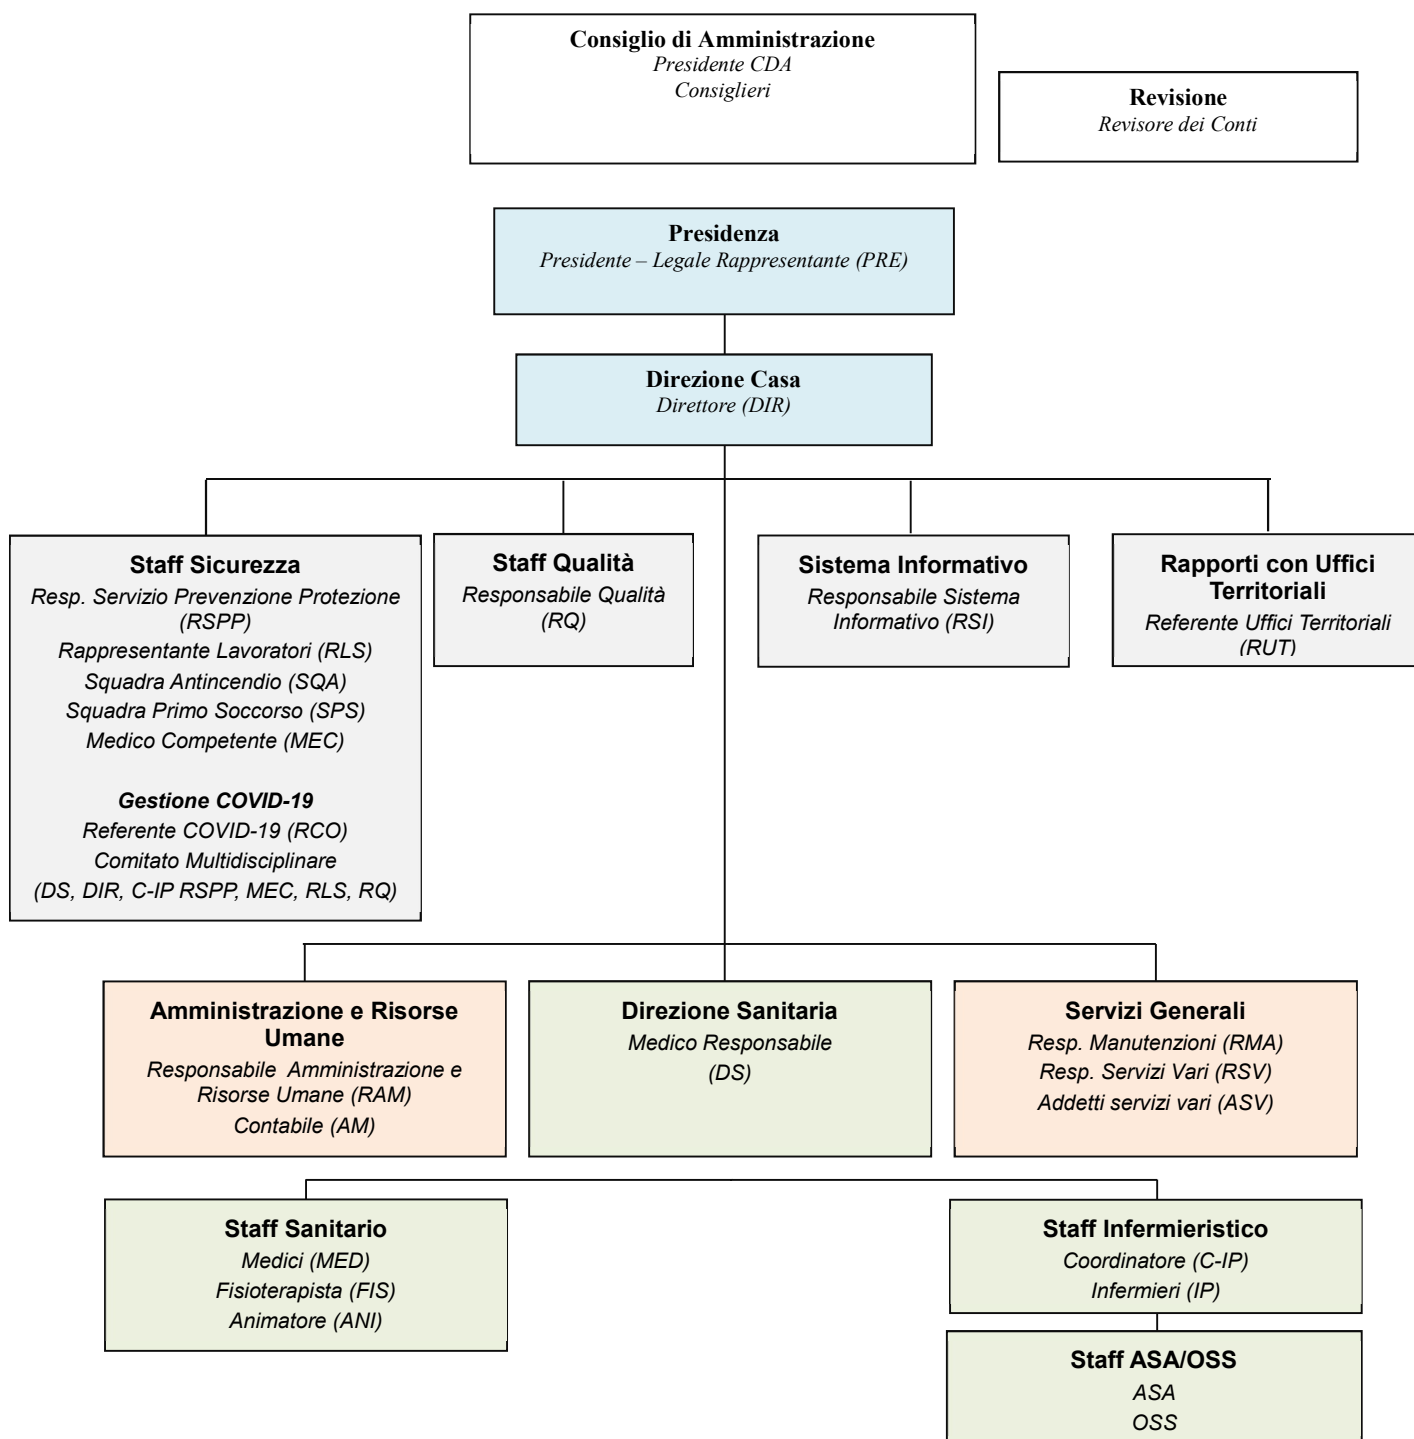 Consiglio di Amministrazione
Presidente CDA
Consiglieri
Revisione
Revisore dei Conti
Presidenza
Presidente – Legale Rappresentante (PRE)
Direzione Casa
Direttore (DIR)
Staff Sicurezza
Resp. Servizio Prevenzione Protezione
(RSPP)
Rappresentante Lavoratori (RLS)
Squadra Antincendio (SQA)
Squadra Primo Soccorso (SPS)
Medico Competente (MEC)
Gestione COVID-19
Referente COVID-19 (RCO)
Comitato Multidisciplinare
(DS, DIR, C-IP RSPP, MEC, RLS, RQ)
Staff Qualità
Responsabile Qualità
(RQ)
Sistema Informativo
Responsabile Sistema
Informativo (RSI)
Rapporti con Uffici
Territoriali
Referente Uffici Territoriali
(RUT)
Amministrazione e Risorse
Umane
Responsabile Amministrazione e
Risorse Umane (RAM)
Contabile (AM)
Direzione Sanitaria
Medico Responsabile
(DS)
Servizi Generali
Resp. Manutenzioni (RMA)
Resp. Servizi Vari (RSV)
Addetti servizi vari (ASV)
Staff Sanitario
Medici (MED)
Fisioterapista (FIS)
Animatore (ANI)
Staff Infermieristico
Coordinatore (C-IP)
Infermieri (IP)
Staff ASA/OSS
ASA
OSS